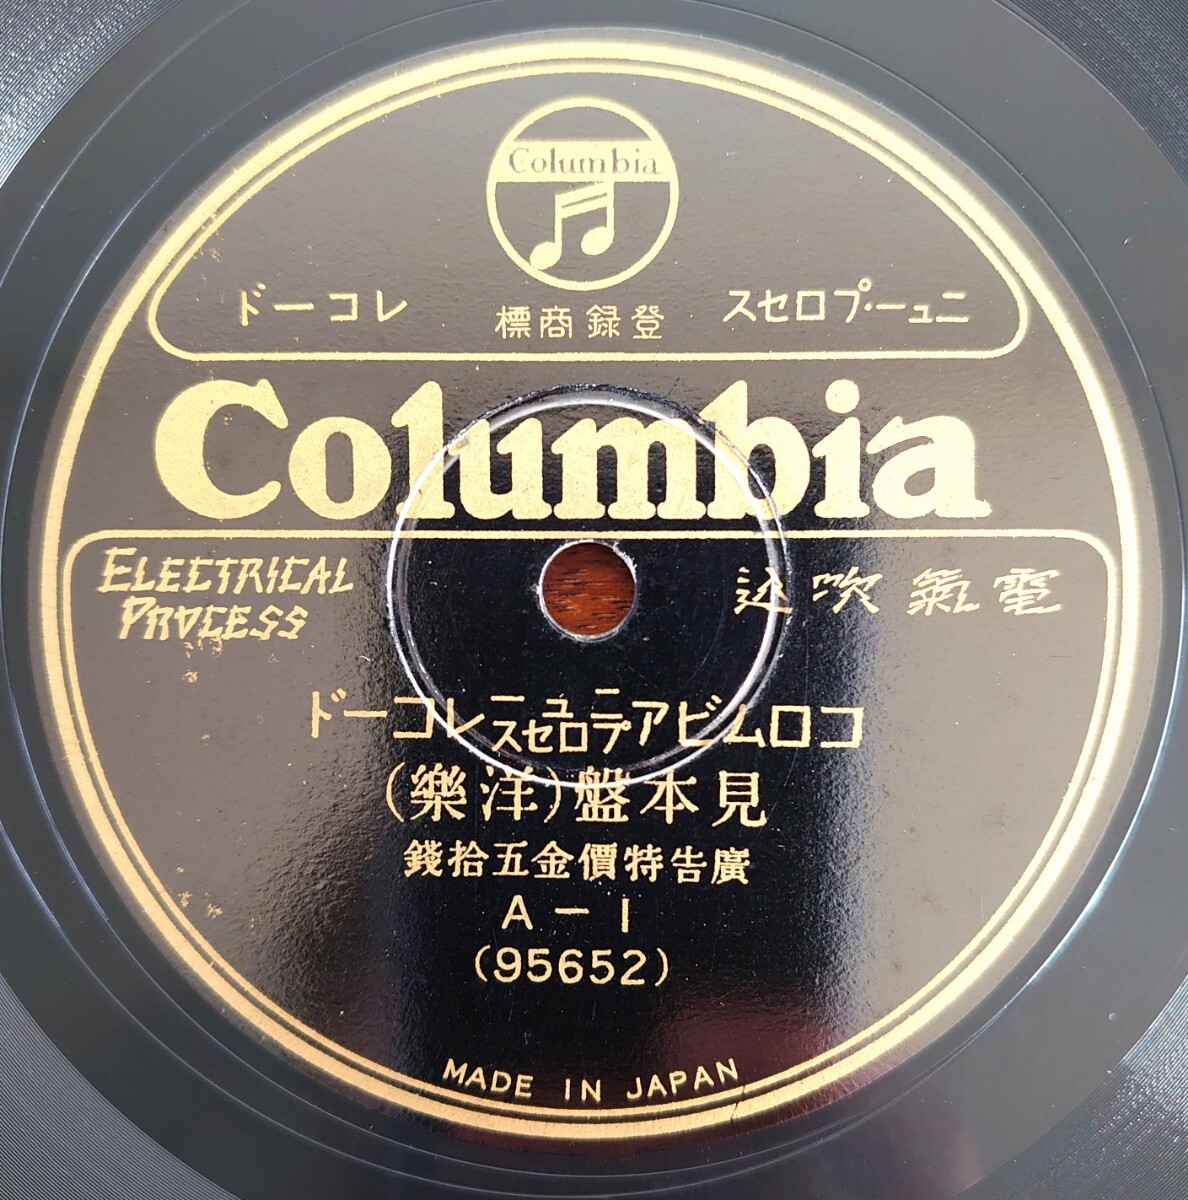 Columbia
ニュー・プロセス 登録商標 レコード
Columbia
ELECTRICAL PROCESS
電氣吹込
コロムビアニュープロセスレコード
見本盤(洋樂)
廣告特價金五拾錢
A-1
(95652)
MADE IN JAPAN